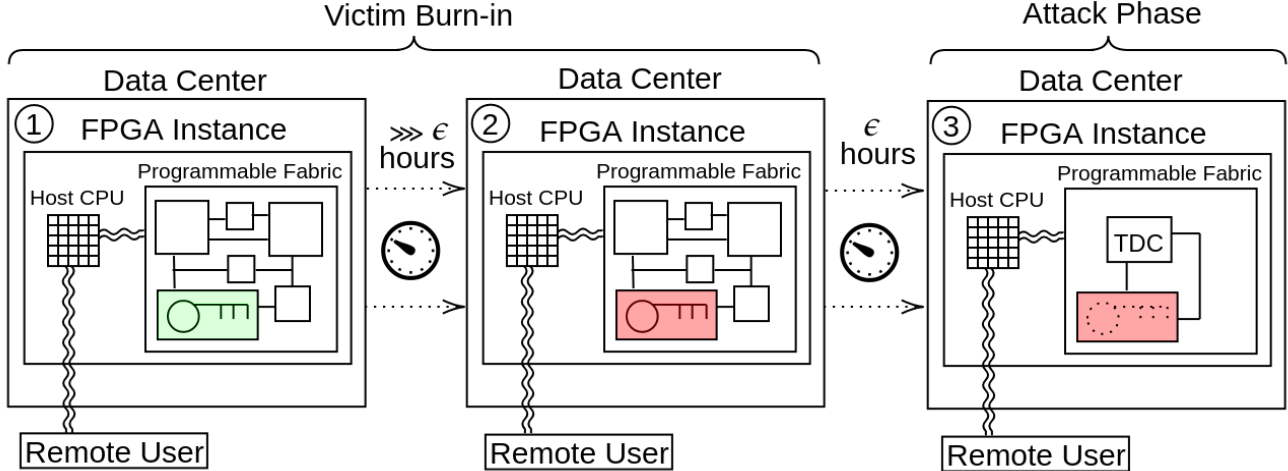 Victim Burn-in
Attack Phase
Data Center
1
FPGA Instance
Programmable Fabric
Host CPU
Remote User
⋙ ϵ
hours
Data Center
2
FPGA Instance
Programmable Fabric
Host CPU
Remote User
ϵ
hours
Data Center
3
FPGA Instance
Programmable Fabric
Host CPU
TDC
Remote User